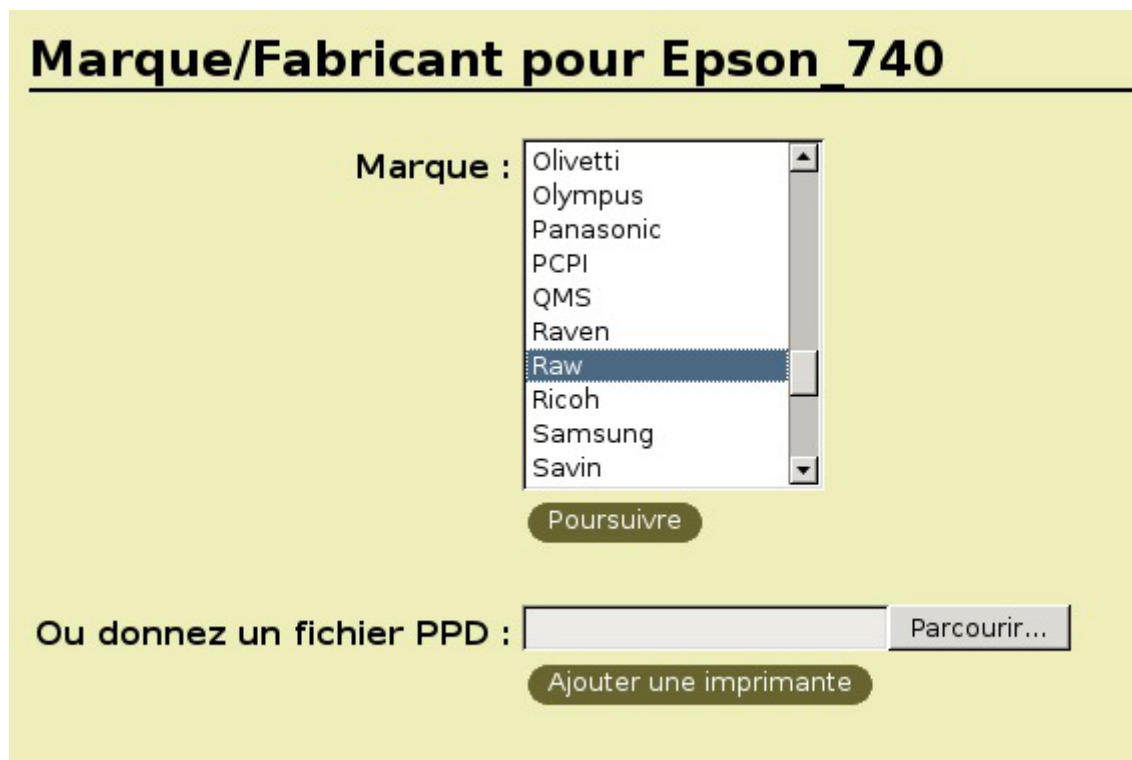 Marque/Fabricant pour Epson_740
Marque :
Olivetti
Olympus
Panasonic
PCPI
QMS
Raven
Raw
Ricoh
Samsung
Savin
Poursuivre
Ou donnez un fichier PPD :
Parcourir...
Ajouter une imprimante